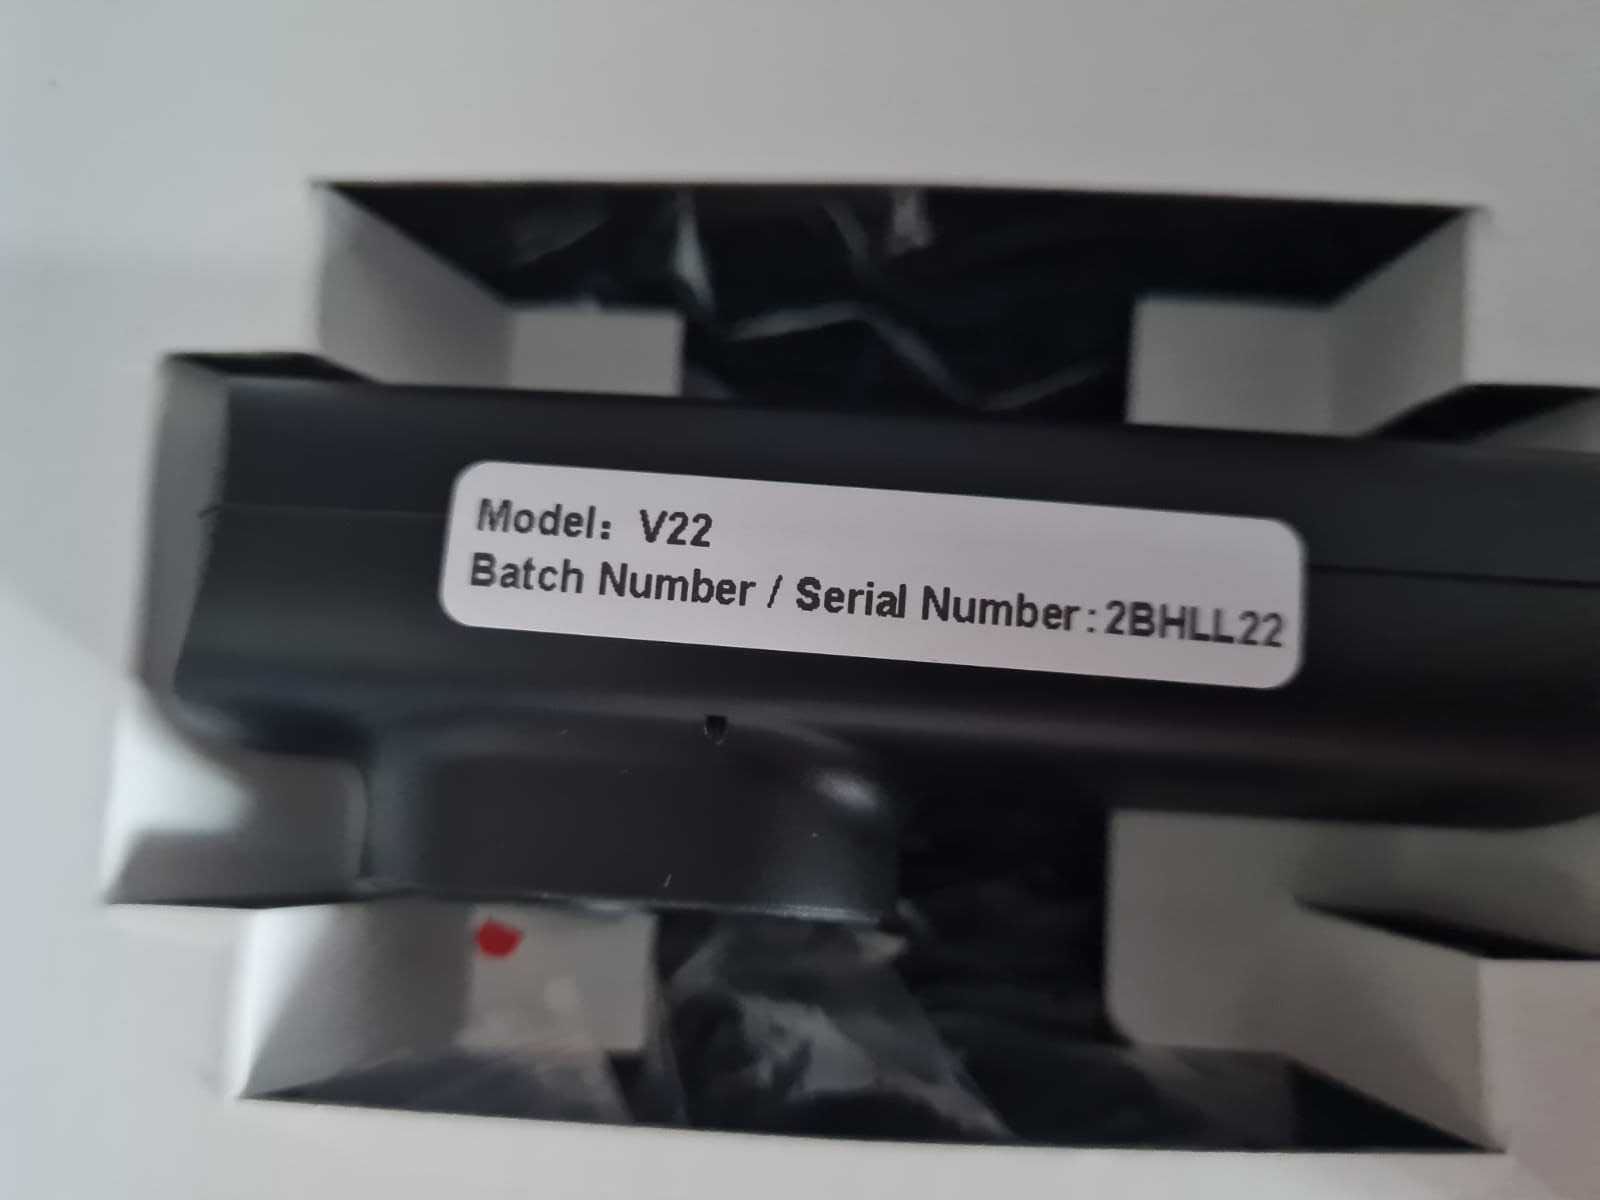 Model: V22
Batch Number / Serial Number:2BHLL22